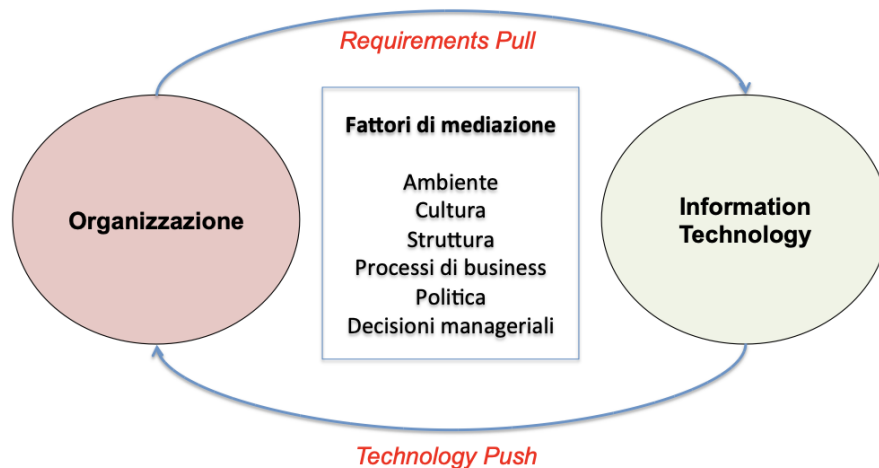 Requirements Pull
Fattori di mediazione
Ambiente
Cultura
Struttura
Processi di business
Politica
Decisioni manageriali
Organizzazione
Information
Technology
Technology Push